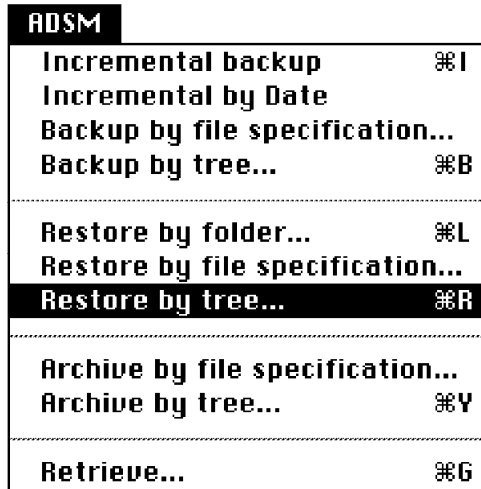 ADSM
Incremental backup ⌘I
Incremental by Date
Backup by file specification...
Backup by tree... ⌘B
Restore by folder... ⌘L
Restore by file specification...
Restore by tree... ⌘R
Archive by file specification...
Archive by tree... ⌘Y
Retrieve... ⌘G